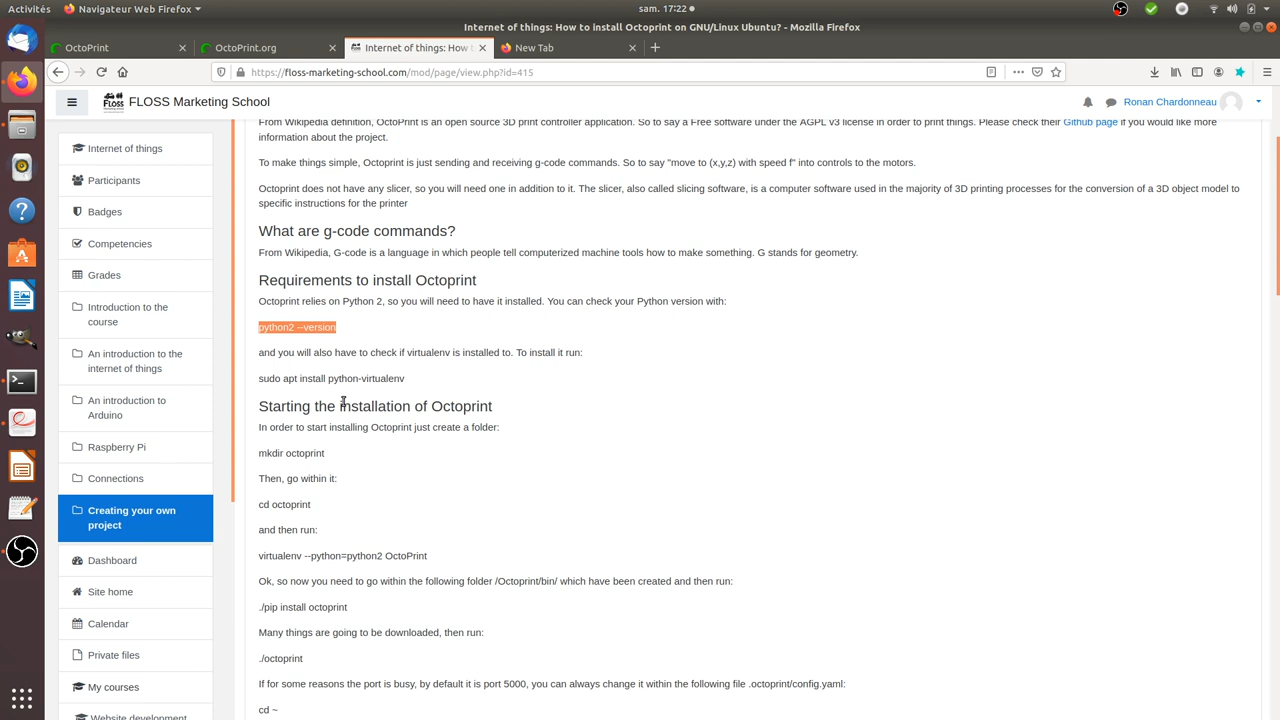 Activités
Navigateur Web Firefox
sam. 17:22
Internet of things: How to install Octoprint on GNU/Linux Ubuntu? - Mozilla Firefox
OctoPrint
OctoPrint.org
Internet of things: How
New Tab
https://floss-marketing-school.com/mod/page/view.php?id=415
FLOSS Marketing School
Ronan Chardonneau
Internet of things
Participants
Badges
Competencies
Grades
Introduction to the
course
An introduction to the
internet of things
An introduction to
Arduino
Raspberry Pi
Connections
Creating your own
project
Dashboard
Site home
Calendar
Private files
My courses
Website development
From Wikipedia definition, OctoPrint is an open source 3D print controller application. So to say a Free software under the AGPL v3 license in order to print things. Please check their Github page if you would like more
information about the project.
To make things simple, Octoprint is just sending and receiving g-code commands. So to say "move to (x,y,z) with speed f" into controls to the motors.
Octoprint does not have any slicer, so you will need one in addition to it. The slicer, also called slicing software, is a computer software used in the majority of 3D printing processes for the conversion of a 3D object model to
specific instructions for the printer
What are g-code commands?
From Wikipedia, G-code is a language in which people tell computerized machine tools how to make something. G stands for geometry.
Requirements to install Octoprint
Octoprint relies on Python 2, so you will need to have it installed. You can check your Python version with:
python2 --version
and you will also have to check if virtualenv is installed to. To install it run:
sudo apt install python-virtualenv
Starting the installation of Octoprint
In order to start installing Octoprint just create a folder:
mkdir octoprint
Then, go within it:
cd octoprint
and then run:
virtualenv --python=python2 OctoPrint
Ok, so now you need to go within the following folder /Octoprint/bin/ which have been created and then run:
./pip install octoprint
Many things are going to be downloaded, then run:
./octoprint
If for some reasons the port is busy, by default it is port 5000, you can always change it within the following file .octoprint/config.yaml:
cd ~